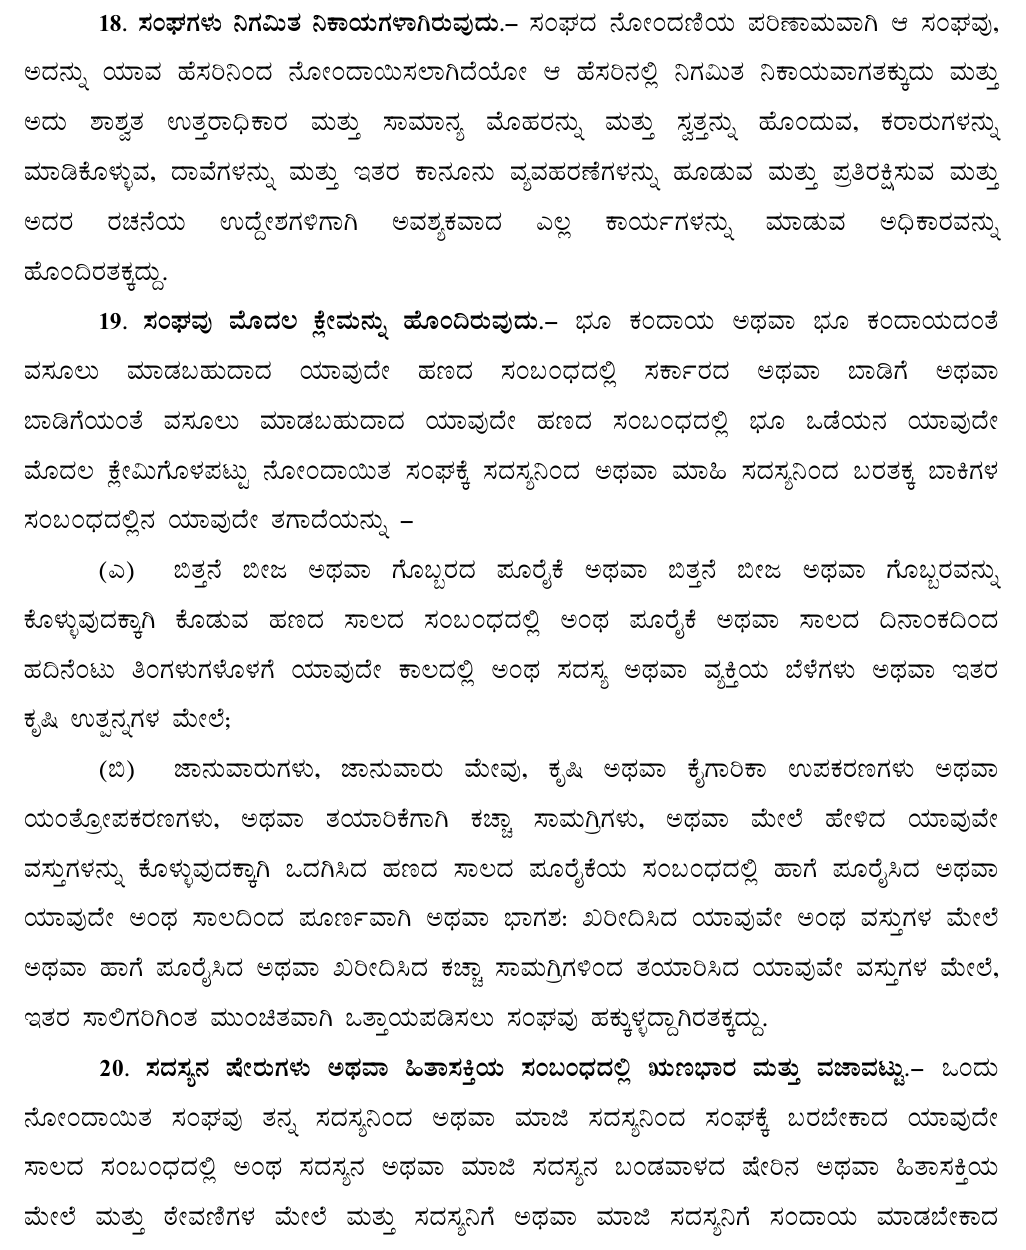 18. ಸಂಘಗಳು ನಿಗಮಿತ ನಿಕಾಯಗಳಾಗಿರುವುದು.– ಸಂಘದ ನೋಂದಣಿಯ ಪರಿಣಾಮವಾಗಿ ಆ ಸಂಘವು,
ಅದನ್ನು ಯಾವ ಹೆಸರಿನಿಂದ ನೋಂದಾಯಿಸಲಾಗಿದೆಯೋ ಆ ಹೆಸರಿನಲ್ಲಿ ನಿಗಮಿತ ನಿಕಾಯವಾಗತಕ್ಕುದು ಮತ್ತು
ಅದು ಶಾಶ್ವತ ಉತ್ತರಾಧಿಕಾರ ಮತ್ತು ಸಾಮಾನ್ಯ ಮೊಹರನ್ನು ಮತ್ತು ಸ್ವತ್ತನ್ನು ಹೊಂದುವ, ಕರಾರುಗಳನ್ನು
ಮಾಡಿಕೊಳ್ಳುವ, ದಾವೆಗಳನ್ನು ಮತ್ತು ಇತರ ಕಾನೂನು ವ್ಯವಹರಣೆಗಳನ್ನು ಹೂಡುವ ಮತ್ತು ಪ್ರತಿರಕ್ಷಿಸುವ ಮತ್ತು
ಅದರ ರಚನೆಯ ಉದ್ದೇಶಗಳಿಗಾಗಿ ಅವಶ್ಯಕವಾದ ಎಲ್ಲ ಕಾರ್ಯಗಳನ್ನು ಮಾಡುವ ಅಧಿಕಾರವನ್ನು
ಹೊಂದಿರತಕ್ಕದ್ದು.
19. ಸಂಘವು ಮೊದಲ ಕ್ಲೇಮನ್ನು ಹೊಂದಿರುವುದು.– ಭೂ ಕಂದಾಯ ಅಥವಾ ಭೂ ಕಂದಾಯದಂತೆ
ವಸೂಲು ಮಾಡಬಹುದಾದ ಯಾವುದೇ ಹಣದ ಸಂಬಂಧದಲ್ಲಿ ಸರ್ಕಾರದ ಅಥವಾ ಬಾಡಿಗೆ ಅಥವಾ
ಬಾಡಿಗೆಯಂತೆ ವಸೂಲು ಮಾಡಬಹುದಾದ ಯಾವುದೇ ಹಣದ ಸಂಬಂಧದಲ್ಲಿ ಭೂ ಒಡೆಯನ ಯಾವುದೇ
ಮೊದಲ ಕ್ಲೇಮಿಗೊಳಪಟ್ಟು ನೋಂದಾಯಿತ ಸಂಘಕ್ಕೆ ಸದಸ್ಯನಿಂದ ಅಥವಾ ಮಾಹಿ ಸದಸ್ಯನಿಂದ ಬರತಕ್ಕ ಬಾಕಿಗಳ
ಸಂಬಂಧದಲ್ಲಿನ ಯಾವುದೇ ತಗಾದೆಯನ್ನು –
(ಎ) ಬಿತ್ತನೆ ಬೀಜ ಅಥವಾ ಗೊಬ್ಬರದ ಪೂರೈಕೆ ಅಥವಾ ಬಿತ್ತನೆ ಬೀಜ ಅಥವಾ ಗೊಬ್ಬರವನ್ನು
ಕೊಳ್ಳುವುದಕ್ಕಾಗಿ ಕೊಡುವ ಹಣದ ಸಾಲದ ಸಂಬಂಧದಲ್ಲಿ ಅಂಥ ಪೂರೈಕೆ ಅಥವಾ ಸಾಲದ ದಿನಾಂಕದಿಂದ
ಹದಿನೆಂಟು ತಿಂಗಳುಗಳೊಳಗೆ ಯಾವುದೇ ಕಾಲದಲ್ಲಿ ಅಂಥ ಸದಸ್ಯ ಅಥವಾ ವ್ಯಕ್ತಿಯ ಬೆಳೆಗಳು ಅಥವಾ ಇತರ
ಕೃಷಿ ಉತ್ಪನ್ನಗಳ ಮೇಲೆ;
(ಬಿ) ಜಾನುವಾರುಗಳು, ಜಾನುವಾರು ಮೇವು, ಕೃಷಿ ಅಥವಾ ಕೈಗಾರಿಕಾ ಉಪಕರಣಗಳು ಅಥವಾ
ಯಂತ್ರೋಪಕರಣಗಳು, ಅಥವಾ ತಯಾರಿಕೆಗಾಗಿ ಕಚ್ಚಾ ಸಾಮಗ್ರಿಗಳು, ಅಥವಾ ಮೇಲೆ ಹೇಳಿದ ಯಾವುವೇ
ವಸ್ತುಗಳನ್ನು ಕೊಳ್ಳುವುದಕ್ಕಾಗಿ ಒದಗಿಸಿದ ಹಣದ ಸಾಲದ ಪೂರೈಕೆಯ ಸಂಬಂಧದಲ್ಲಿ ಹಾಗೆ ಪೂರೈಸಿದ ಅಥವಾ
ಯಾವುದೇ ಅಂಥ ಸಾಲದಿಂದ ಪೂರ್ಣವಾಗಿ ಅಥವಾ ಭಾಗಶ: ಖರೀದಿಸಿದ ಯಾವುವೇ ಅಂಥ ವಸ್ತುಗಳ ಮೇಲೆ
ಅಥವಾ ಹಾಗೆ ಪೂರೈಸಿದ ಅಥವಾ ಖರೀದಿಸಿದ ಕಚ್ಚಾ ಸಾಮಗ್ರಿಗಳಿಂದ ತಯಾರಿಸಿದ ಯಾವುವೇ ವಸ್ತುಗಳ ಮೇಲೆ,
ಇತರ ಸಾಲಿಗರಿಗಿಂತ ಮುಂಚಿತವಾಗಿ ಒತ್ತಾಯಪಡಿಸಲು ಸಂಘವು ಹಕ್ಕುಳ್ಳದ್ದಾಗಿರತಕ್ಕದ್ದು.
20. ಸದಸ್ಯನ ಷೇರುಗಳು ಅಥವಾ ಹಿತಾಸಕ್ತಿಯ ಸಂಬಂಧದಲ್ಲಿ ಋಣಭಾರ ಮತ್ತು ವಜಾವಟ್ಟು.– ಒಂದು
ನೋಂದಾಯಿತ ಸಂಘವು ತನ್ನ ಸದಸ್ಯನಿಂದ ಅಥವಾ ಮಾಜಿ ಸದಸ್ಯನಿಂದ ಸಂಘಕ್ಕೆ ಬರಬೇಕಾದ ಯಾವುದೇ
ಸಾಲದ ಸಂಬಂಧದಲ್ಲಿ ಅಂಥ ಸದಸ್ಯನ ಅಥವಾ ಮಾಜಿ ಸದಸ್ಯನ ಬಂಡವಾಳದ ಷೇರಿನ ಅಥವಾ ಹಿತಾಸಕ್ತಿಯ
ಮೇಲೆ ಮತ್ತು ಠೇವಣಿಗಳ ಮೇಲೆ ಮತ್ತು ಸದಸ್ಯನಿಗೆ ಅಥವಾ ಮಾಜಿ ಸದಸ್ಯನಿಗೆ ಸಂದಾಯ ಮಾಡಬೇಕಾದ